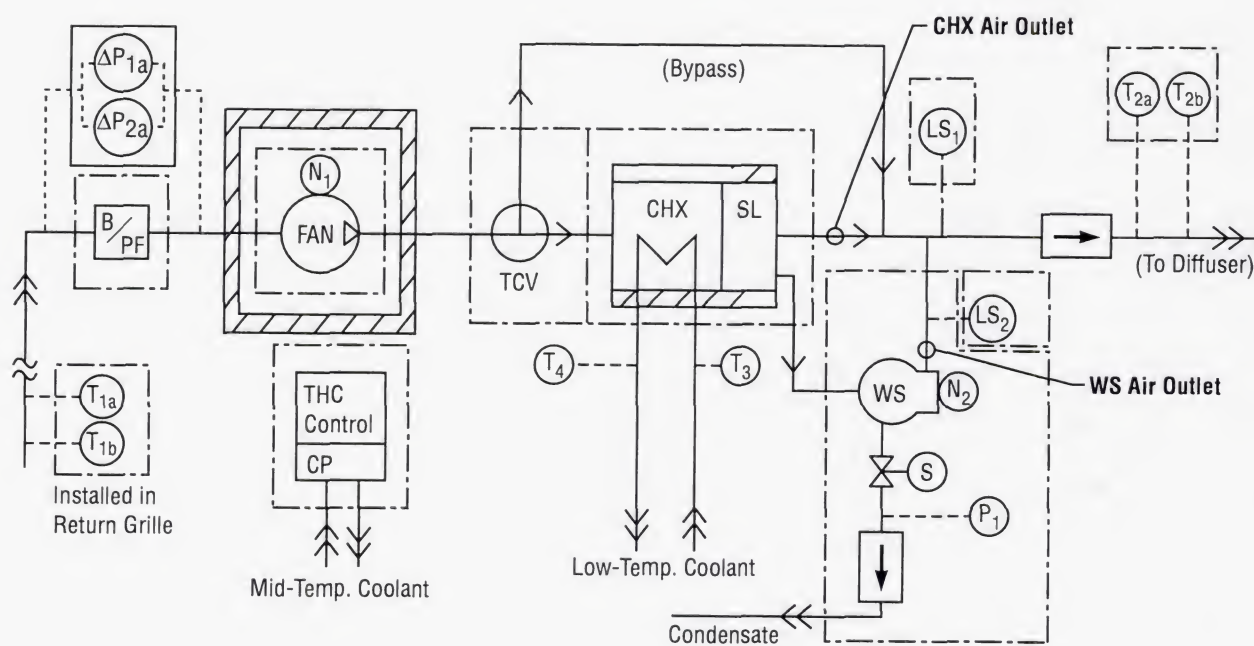 CHX Air Outlet
ΔP1a
ΔP2a
(Bypass)
T2a
T2b
LS1
N1
B/PF
FAN
TCV
CHX
SL
(To Diffuser)
LS2
T4
T3
WS
N2
WS Air Outlet
T1a
T1b
THC
Control
CP
S
Installed in
Return Grille
P1
Mid-Temp. Coolant
Low-Temp. Coolant
Condensate